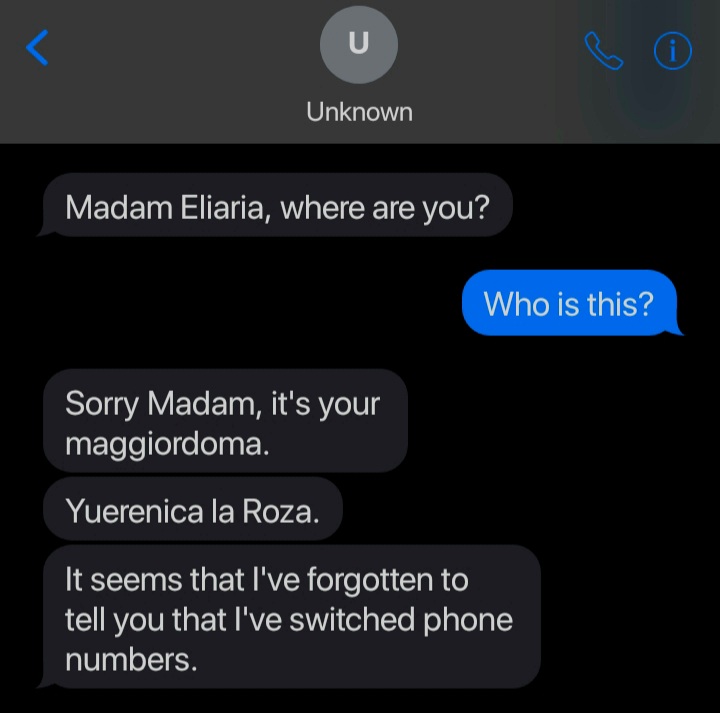 U
Unknown
Madam Eliaria, where are you?
Who is this?
Sorry Madam, it's your
maggiordoma.
Yuerenica la Roza.
It seems that I've forgotten to
tell you that I've switched phone
numbers.